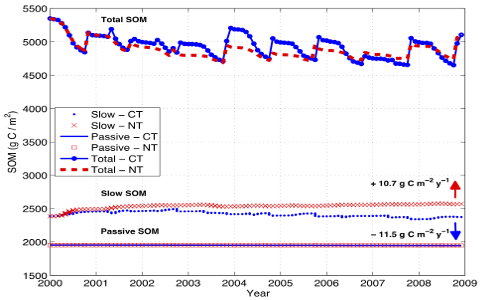 5500
5000
4500
4000
3500
3000
2500
2000
1500
SOM (g C / m²)
Total SOM
Slow − CT
Slow − NT
Passive − CT
Passive − NT
Total − CT
Total − NT
+ 10.7 g C m⁻² y⁻¹
Slow SOM
Passive SOM
− 11.5 g C m⁻² y⁻¹
2000 2001 2002 2003 2004 2005 2006 2007 2008 2009
Year